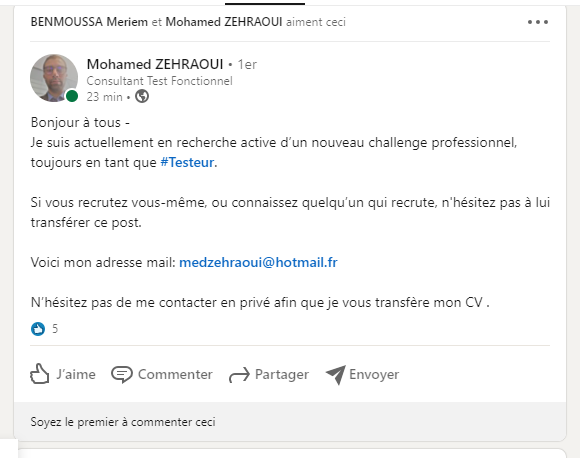 BENMOUSSA Meriem et Mohamed ZEHRAOUI aiment ceci
Mohamed ZEHRAOUI • 1er
Consultant Test Fonctionnel
23 min •
Bonjour à tous -
Je suis actuellement en recherche active d'un nouveau challenge professionnel,
toujours en tant que #Testeur.
Si vous recrutez vous-même, ou connaissez quelqu'un qui recrute, n'hésitez pas à lui
transférer ce post.
Voici mon adresse mail: medzehraoui@hotmail.fr
N'hésitez pas de me contacter en privé afin que je vous transfère mon CV .
5
J'aime Commenter Partager Envoyer
Soyez le premier à commenter ceci